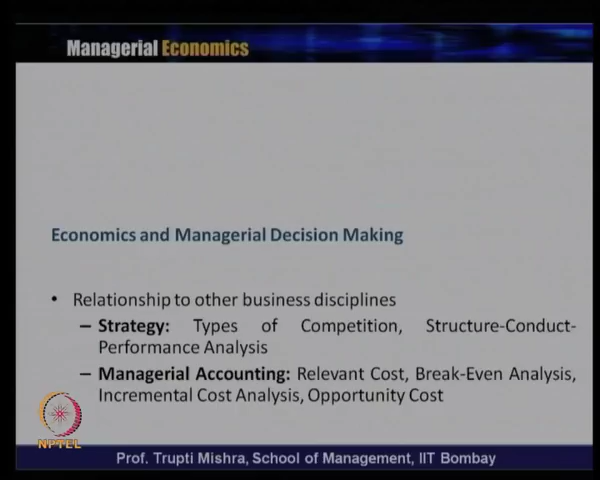 Managerial Economics
Economics and Managerial Decision Making
• Relationship to other business disciplines
– Strategy: Types of Competition, Structure-Conduct-
Performance Analysis
– Managerial Accounting: Relevant Cost, Break-Even Analysis,
Incremental Cost Analysis, Opportunity Cost
NPTEL
Prof. Trupti Mishra, School of Management, IIT Bombay